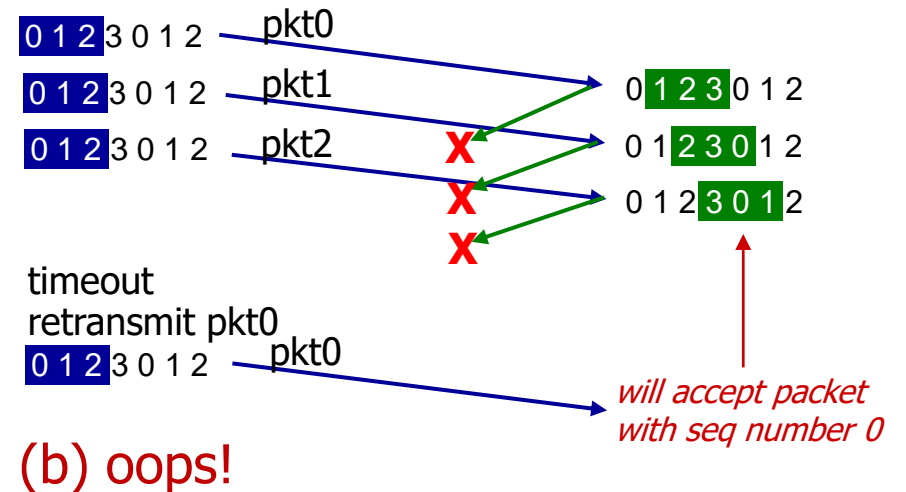 0 1 2 3 0 1 2 pkt0
0 1 2 3 0 1 2
0 1 2 3 0 1 2 pkt1
X 0 1 2 3 0 1 2
0 1 2 3 0 1 2 pkt2
X 0 1 2 3 0 1 2
X
timeout
retransmit pkt0
0 1 2 3 0 1 2 pkt0
will accept packet
with seq number 0
(b) oops!